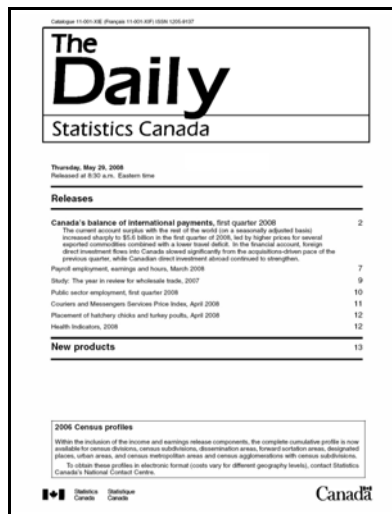 Catalogue 11-001-XIE (Français 11-001-XIF) ISSN 1205-9137
The
Daily
Statistics Canada
Thursday, May 29, 2008
Released at 8:30 a.m. Eastern time
Releases
Canada's balance of international payments, first quarter 2008 2
The current account surplus with the rest of the world (on a seasonally adjusted basis)
increased sharply to $5.6 billion in the first quarter of 2008, led by higher prices for several
exported commodities combined with a lower travel deficit. In the financial account, foreign
direct investment flows into Canada slowed significantly from the acquisitions-driven pace of the
previous quarter, while Canadian direct investment abroad continued to strengthen.
Payroll employment, earnings and hours, March 2008 7
Study: The year in review for wholesale trade, 2007 9
Public sector employment, first quarter 2008 10
Couriers and Messengers Services Price Index, April 2008 11
Placement of hatchery chicks and turkey poults, April 2008 12
Health Indicators, 2008 12
New products 13
2006 Census profiles
Within the inclusion of the income and earnings release components, the complete cumulative profile is now
available for census divisions, census subdivisions, dissemination areas, forward sortation areas, designated
places, urban areas, and census metropolitan areas and census agglomerations with census subdivisions.
To obtain these profiles in electronic format (costs vary for different geography levels), contact Statistics
Canada's National Contact Centre.
Statistics Statistique
Canada Canada
Canada